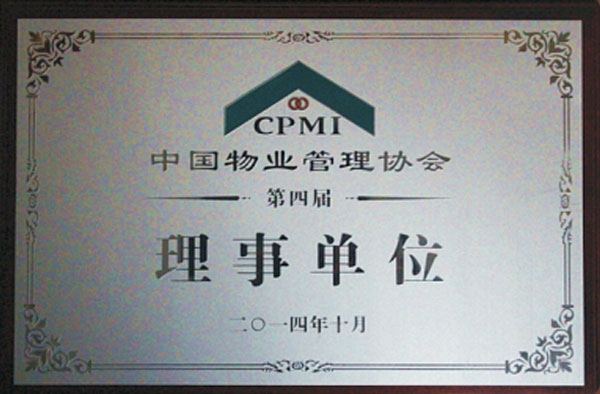 CPMI
中国物业管理协会
第四届
理事单位
二〇一四年十月